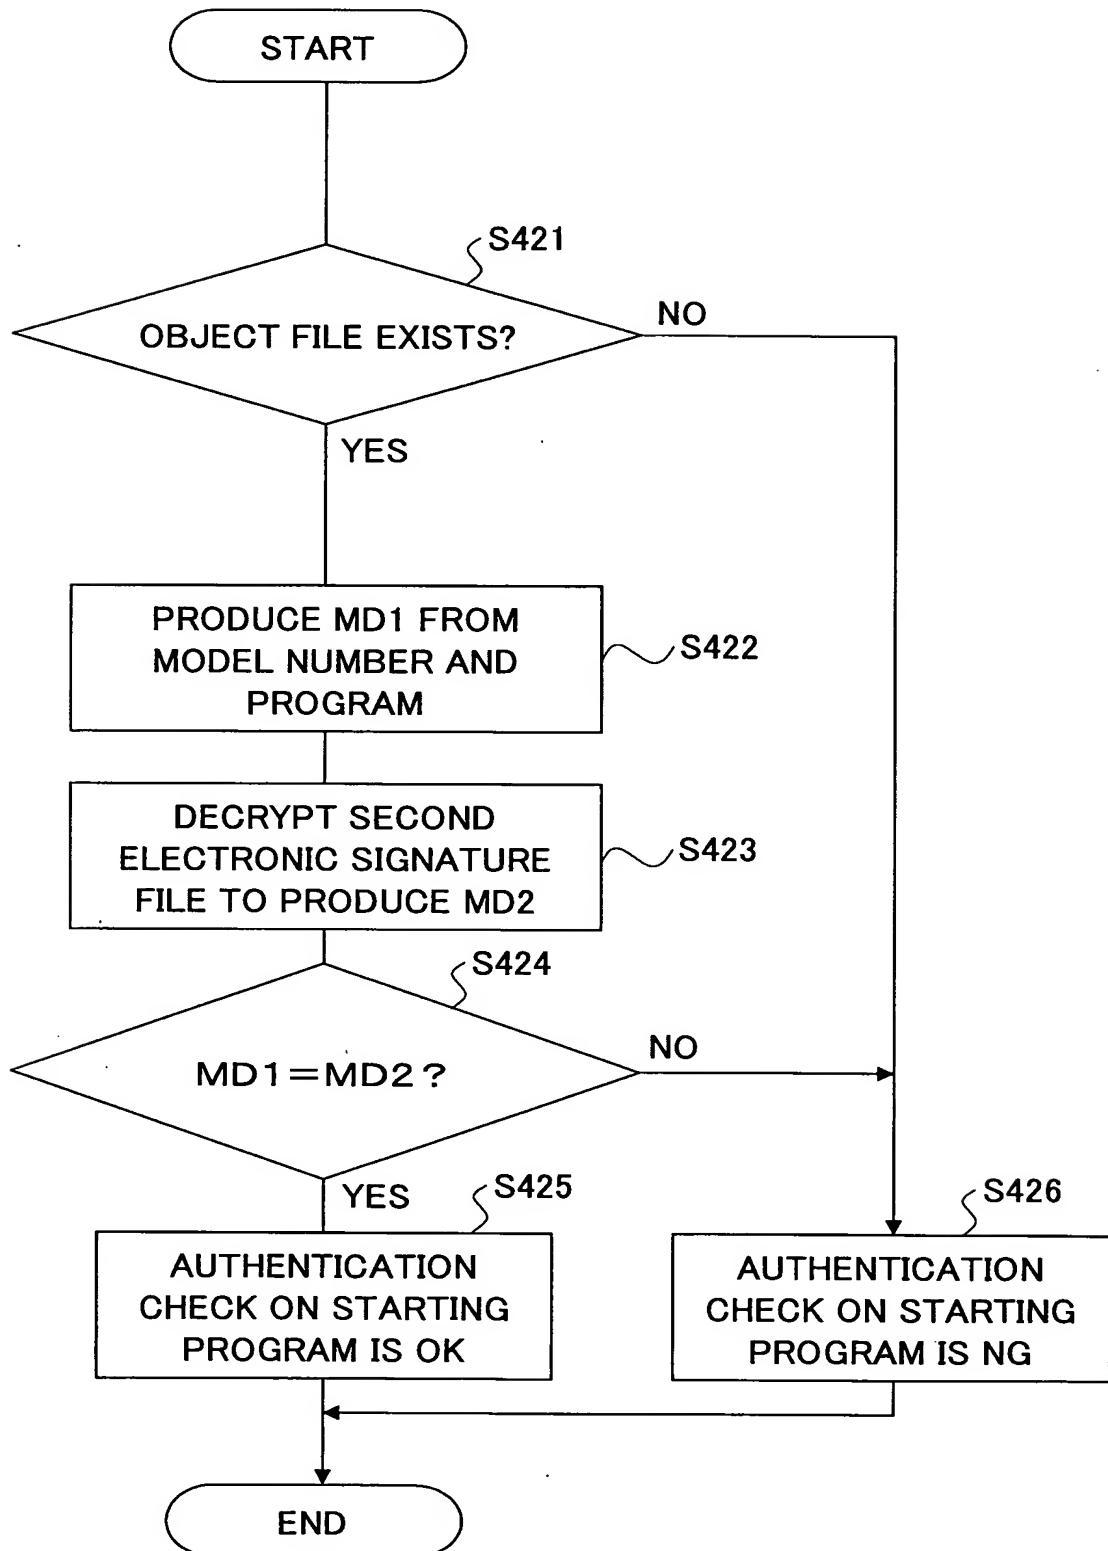 START
S421
OBJECT FILE EXISTS?
NO
YES
PRODUCE MD1 FROM
MODEL NUMBER AND
PROGRAM
S422
DECRYPT SECOND
ELECTRONIC SIGNATURE
FILE TO PRODUCE MD2
S423
S424
MD1=MD2?
NO
YES
S425
AUTHENTICATION
CHECK ON STARTING
PROGRAM IS OK
S426
AUTHENTICATION
CHECK ON STARTING
PROGRAM IS NG
END